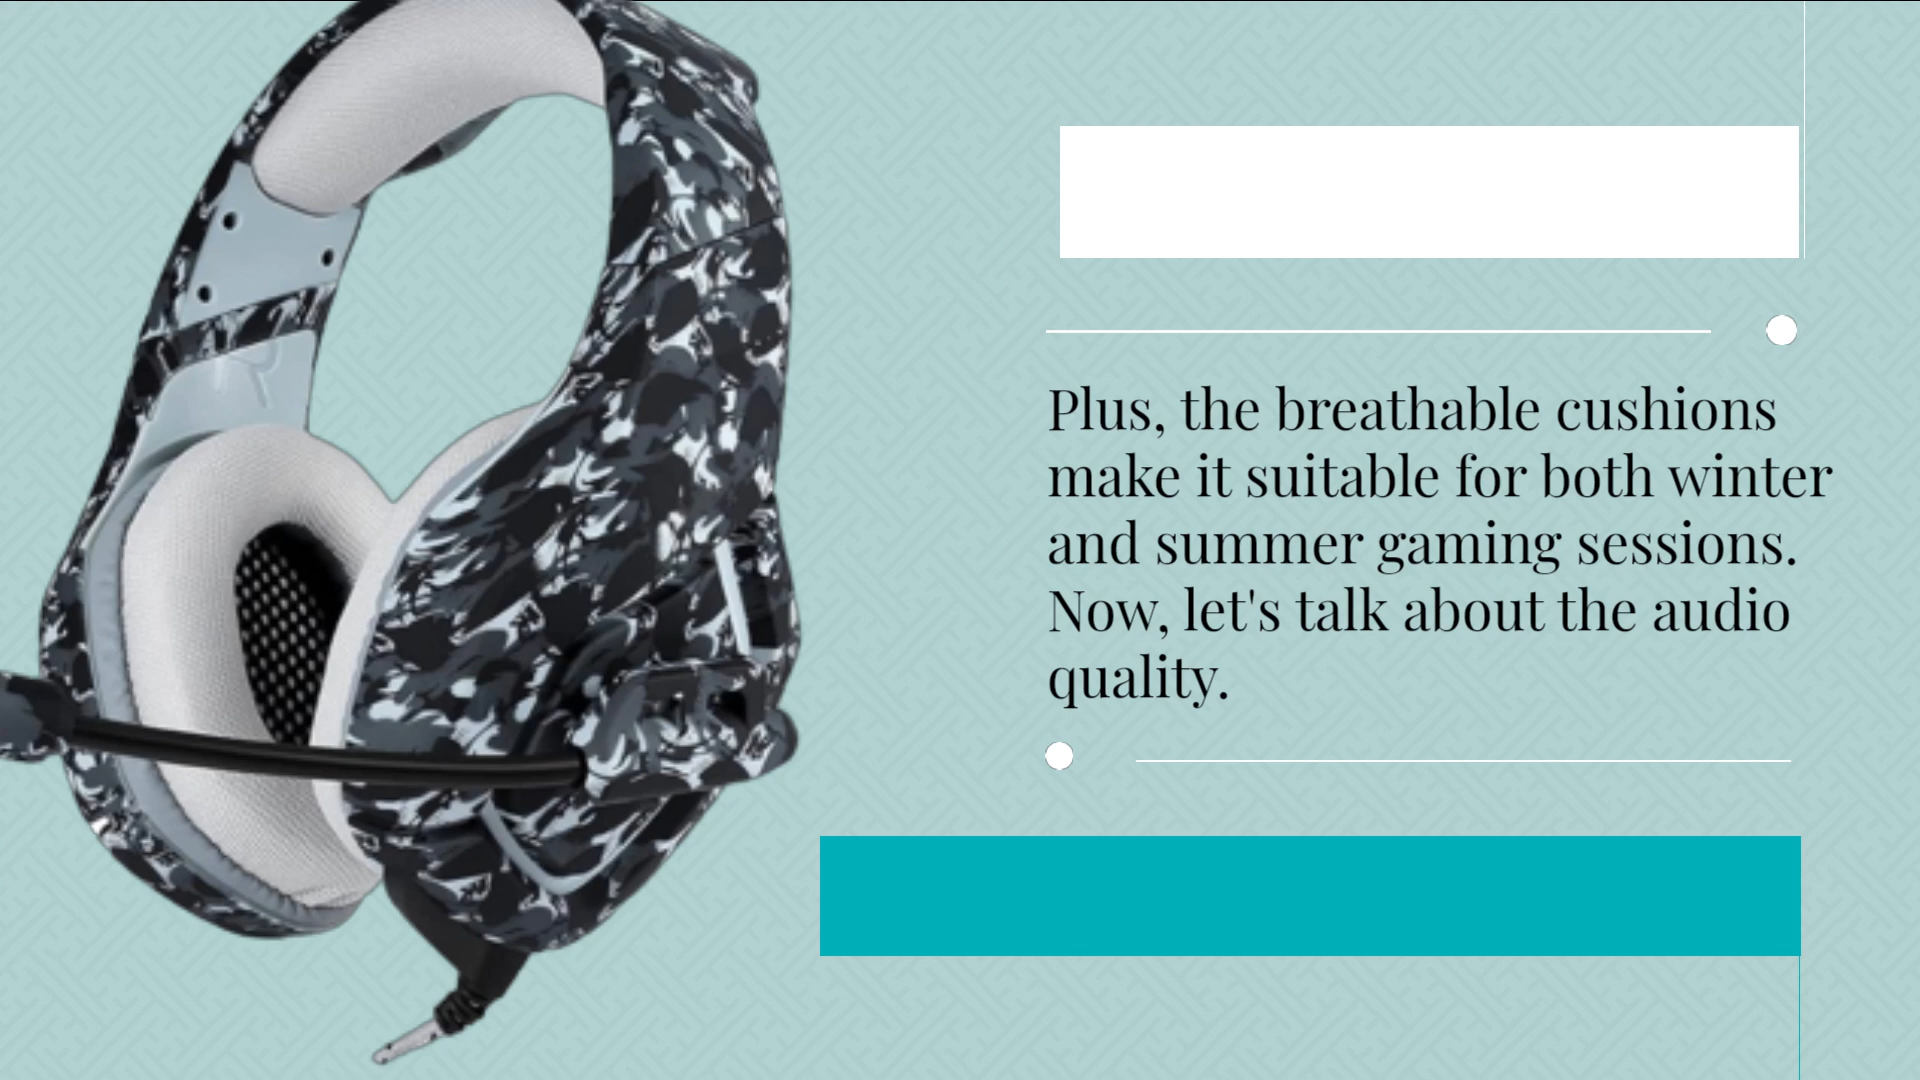 Plus, the breathable cushions
make it suitable for both winter
and summer gaming sessions.
Now, let's talk about the audio
quality.